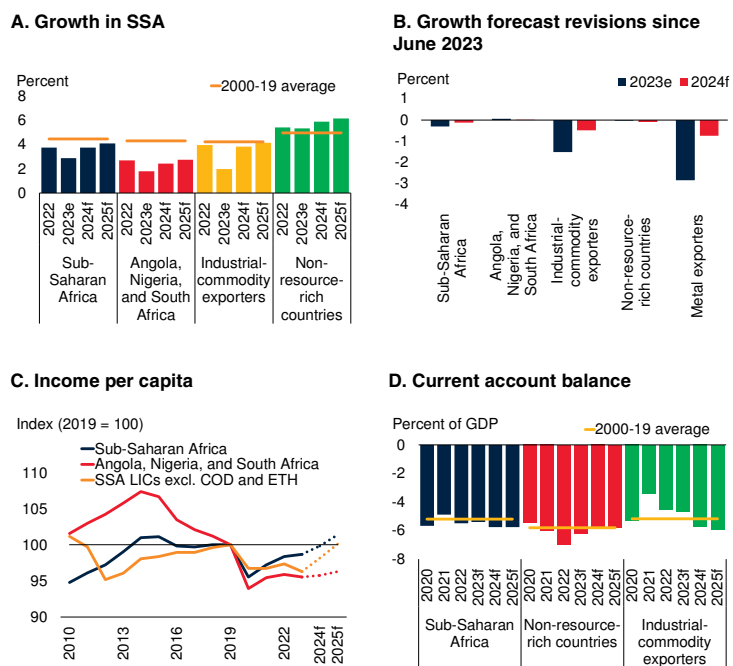 A. Growth in SSA
Percent
2000-19 average
8
6
4
2
0
2022
2023e
2024f
2025f
2022
2023e
2024f
2025f
2022
2023e
2024f
2025f
2022
2023e
2024f
2025f
Sub-
Saharan
Africa
Angola,
Nigeria,
and South
Africa
Industrial-
commodity
exporters
Non-
resource-
rich
countries
B. Growth forecast revisions since
June 2023
Percent
2023e
2024f
1
0
-1
-2
-3
-4
Sub-Saharan
Africa
Angola,
Nigeria, and
South Africa
Industrial-
commodity
exporters
Non-resource-
rich countries
Metal exporters
C. Income per capita
Index (2019 = 100)
Sub-Saharan Africa
Angola, Nigeria, and South Africa
SSA LICs excl. COD and ETH
110
105
100
95
90
2010
2013
2016
2019
2022
2024f
2025f
D. Current account balance
Percent of GDP
2000-19 average
0
-2
-4
-6
-8
2020
2021
2022
2023f
2024f
2025f
2020
2021
2022
2023f
2024f
2025f
2020
2021
2022
2023f
2024f
2025f
Sub-Saharan
Africa
Non-resource-
rich countries
Industrial-
commodity
exporters